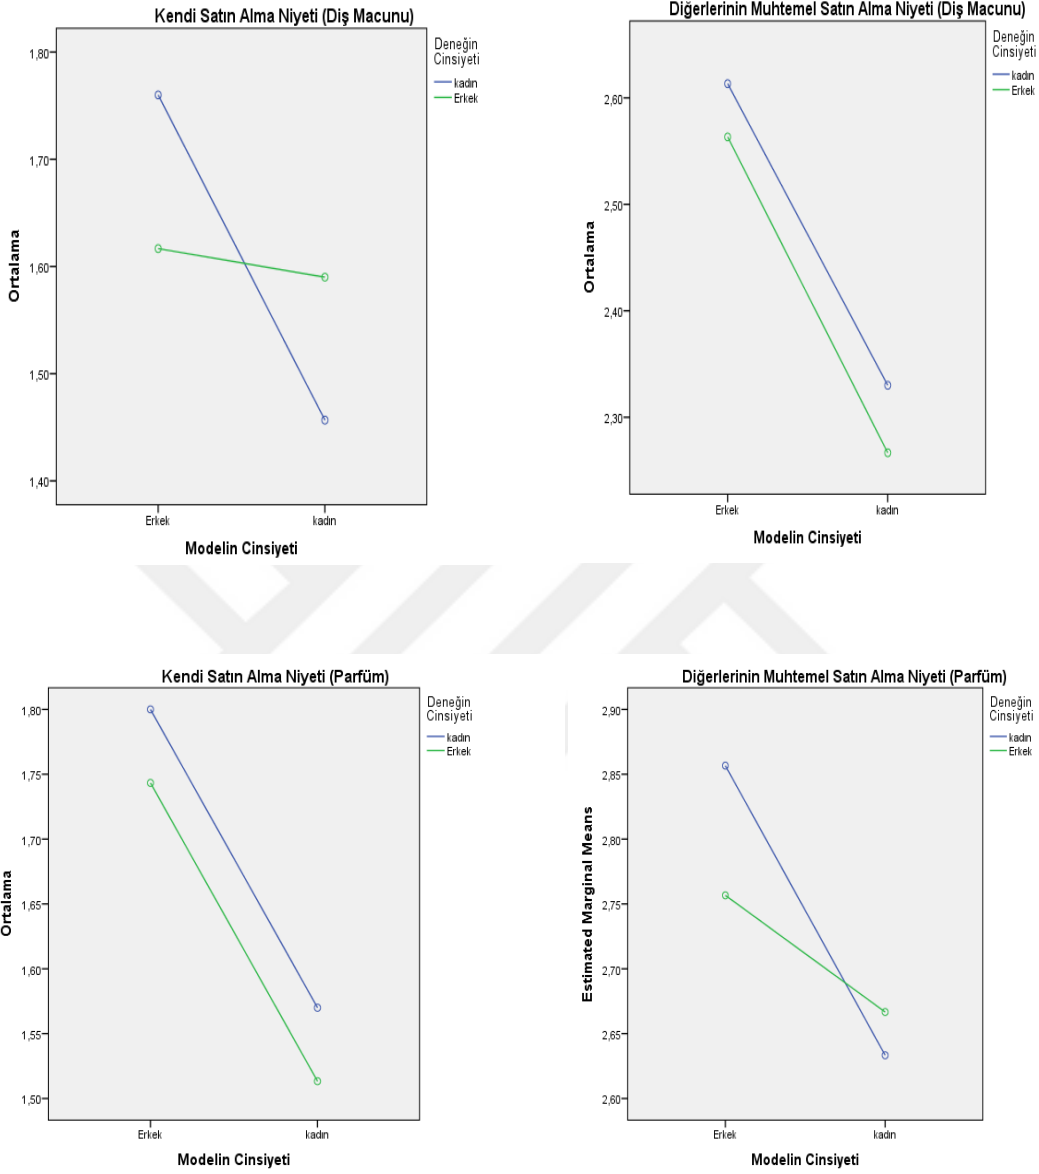 Kendi Satın Alma Niyeti (Diş Macunu)
Deneğin
Cinsiyeti
kadın
Erkek
1,80
1,70
1,60
1,50
1,40
Ortalama
Erkek
kadın
Modelin Cinsiyeti
Diğerlerinin Muhtemel Satın Alma Niyeti (Diş Macunu)
Deneğin
Cinsiyeti
kadın
Erkek
2,60
2,50
2,40
2,30
Ortalama
Erkek
kadın
Modelin Cinsiyeti
Kendi Satın Alma Niyeti (Parfüm)
Deneğin
Cinsiyeti
kadın
Erkek
1,80
1,75
1,70
1,65
1,60
1,55
1,50
Ortalama
Erkek
kadın
Modelin Cinsiyeti
Diğerlerinin Muhtemel Satın Alma Niyeti (Parfüm)
Deneğin
Cinsiyeti
kadın
Erkek
2,90
2,85
2,80
2,75
2,70
2,65
2,60
Estimated Marginal Means
Erkek
kadın
Modelin Cinsiyeti